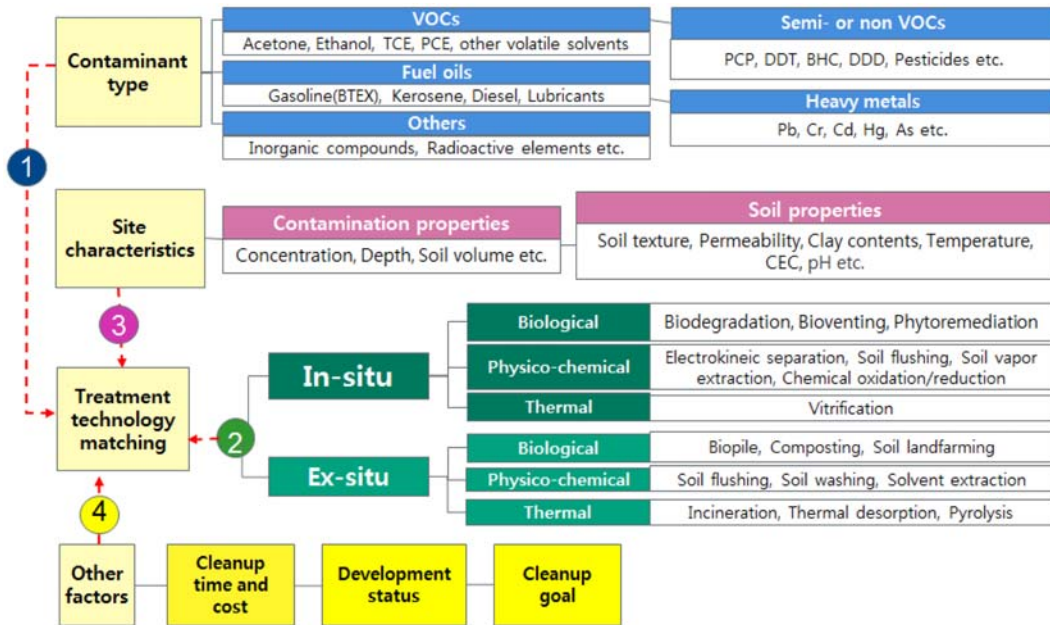 Contaminant
type
VOCs
Acetone, Ethanol, TCE, PCE, other volatile solvents
Fuel oils
Gasoline(BTEX), Kerosene, Diesel, Lubricants
Others
Inorganic compounds, Radioactive elements etc.
Semi- or non VOCs
PCP, DDT, BHC, DDD, Pesticides etc.
Heavy metals
Pb, Cr, Cd, Hg, As etc.
1
Site
characteristics
Contamination properties
Concentration, Depth, Soil volume etc.
Soil properties
Soil texture, Permeability, Clay contents, Temperature,
CEC, pH etc.
3
Treatment
technology
matching
2
In-situ
Biological
Biodegradation, Bioventing, Phytoremediation
Physico-chemical
Electrokineic separation, Soil flushing, Soil vapor
extraction, Chemical oxidation/reduction
Thermal
Vitrification
Ex-situ
Biological
Biopile, Composting, Soil landfarming
Physico-chemical
Soil flushing, Soil washing, Solvent extraction
Thermal
Incineration, Thermal desorption, Pyrolysis
4
Other
factors
Cleanup
time and
cost
Development
status
Cleanup
goal